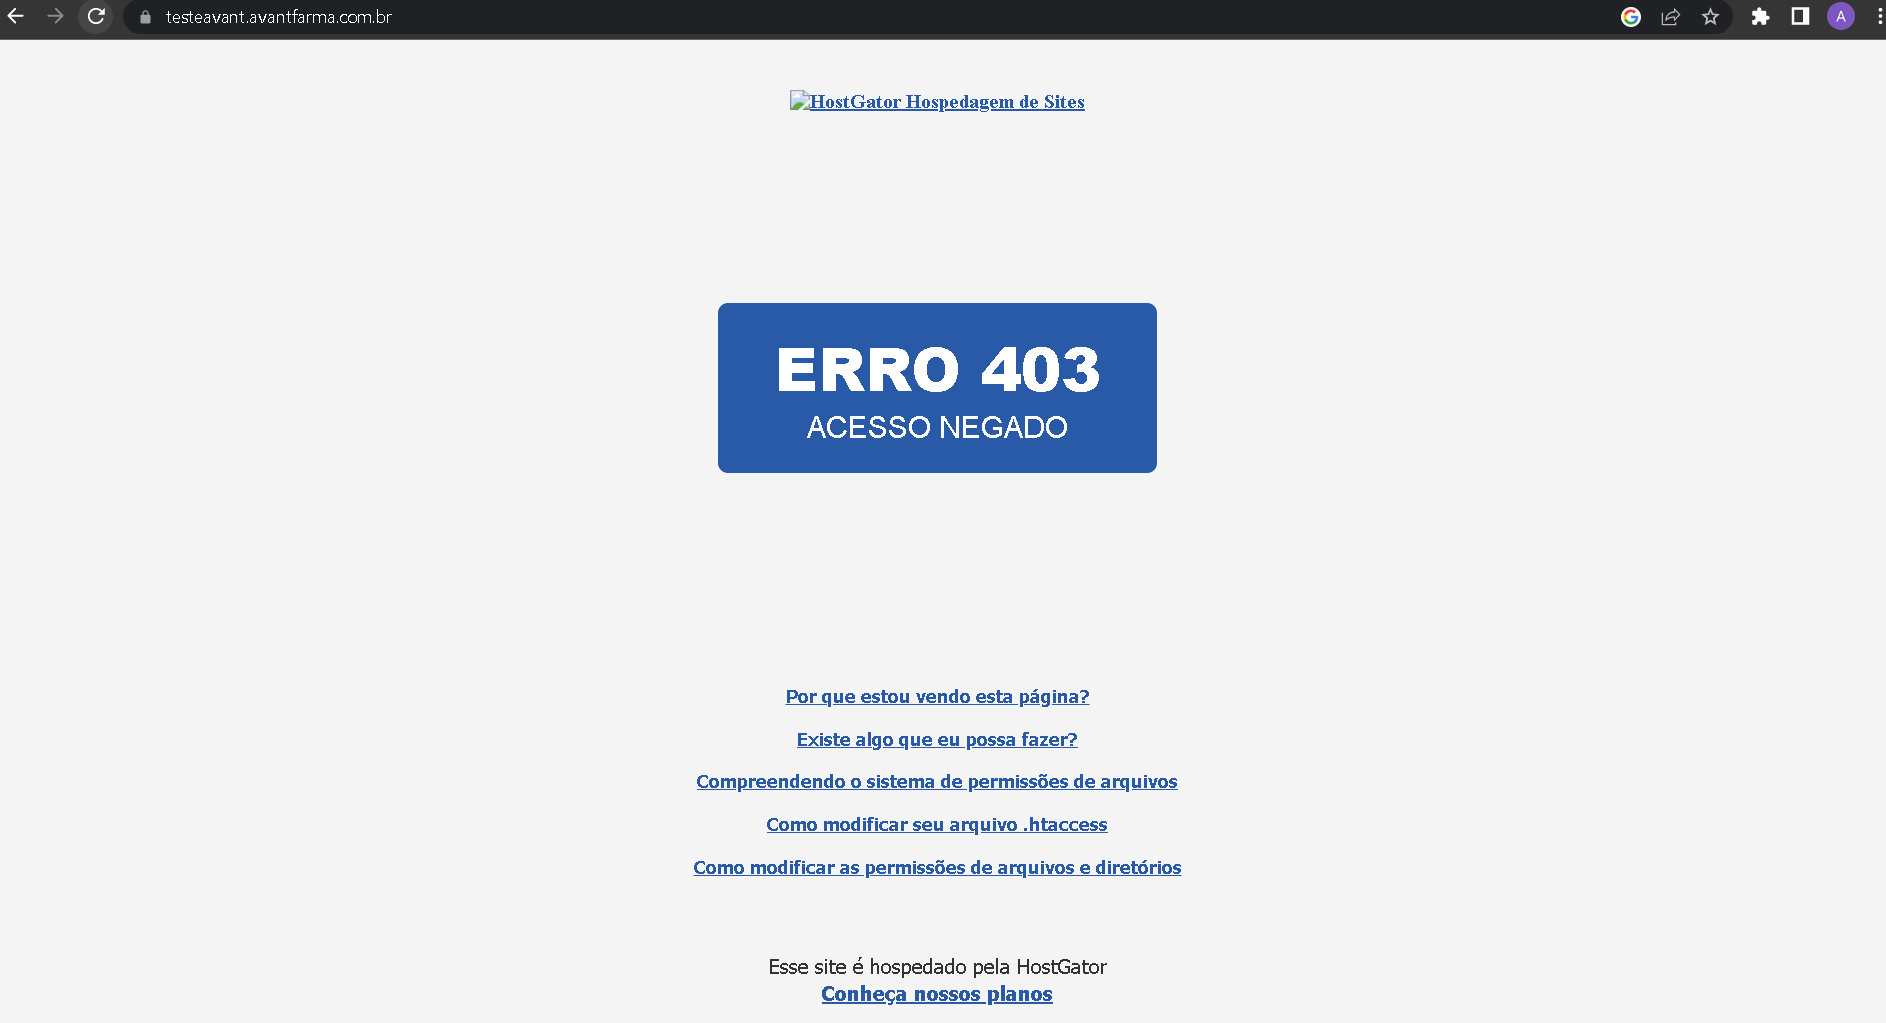 testeavant.avantfarma.com.br
A
HostGator Hospedagem de Sites
ERRO 403
ACESSO NEGADO
Por que estou vendo esta página?
Existe algo que eu possa fazer?
Compreendendo o sistema de permissões de arquivos
Como modificar seu arquivo .htaccess
Como modificar as permissões de arquivos e diretórios
Esse site é hospedado pela HostGator
Conheça nossos planos